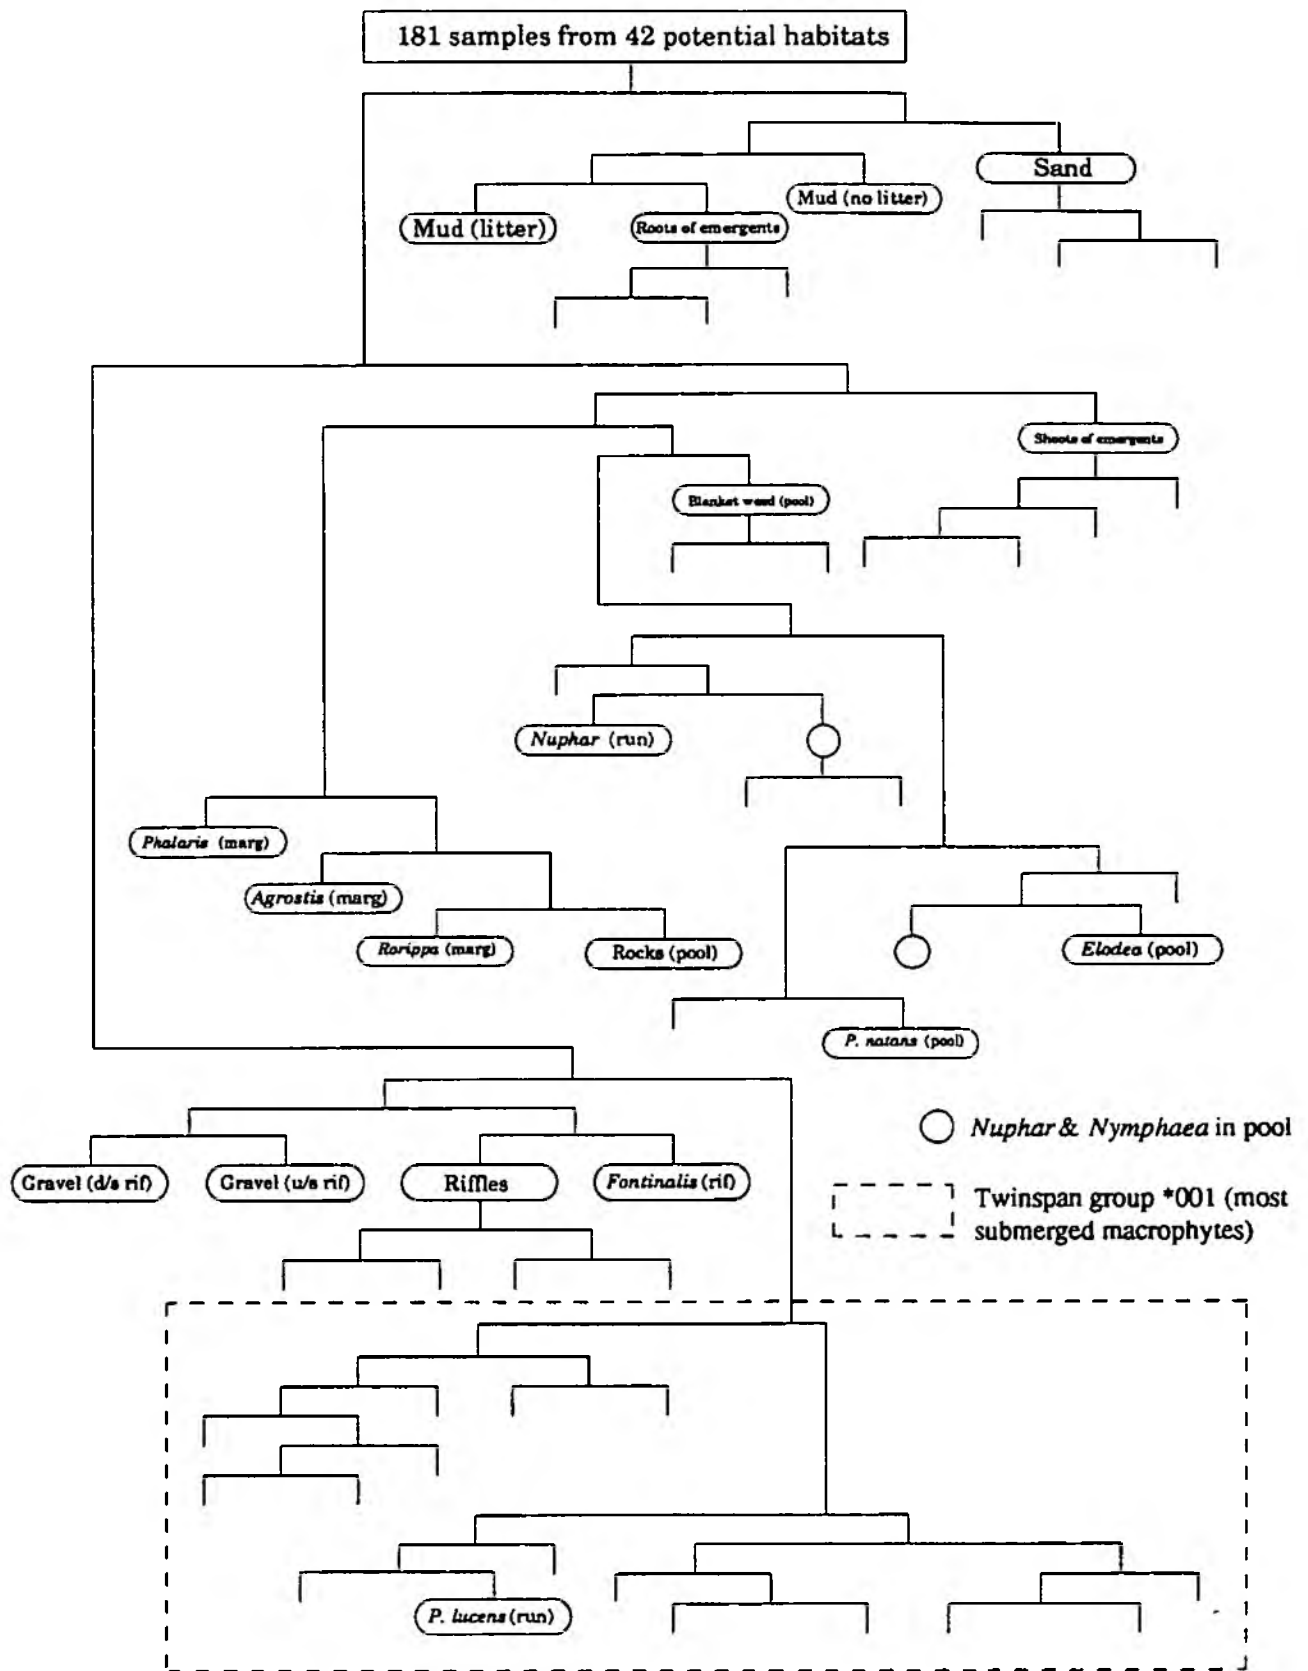 181 samples from 42 potential habitats
Sand
Mud (no litter)
Mud (litter)
Roots of emergents
Shoots of emergents
Blanket weed (pool)
Nuphar (run)
Phalaris (marg)
Agrostis (marg)
Rorippa (marg)
Rocks (pool)
Elodea (pool)
P. natans (pool)
Nuphar & Nymphaea in pool
Gravel (d/s rif)
Gravel (u/s rif)
Riffles
Fontinalis (rif)
Twinspan group *001 (most
submerged macrophytes)
P. lucens (run)